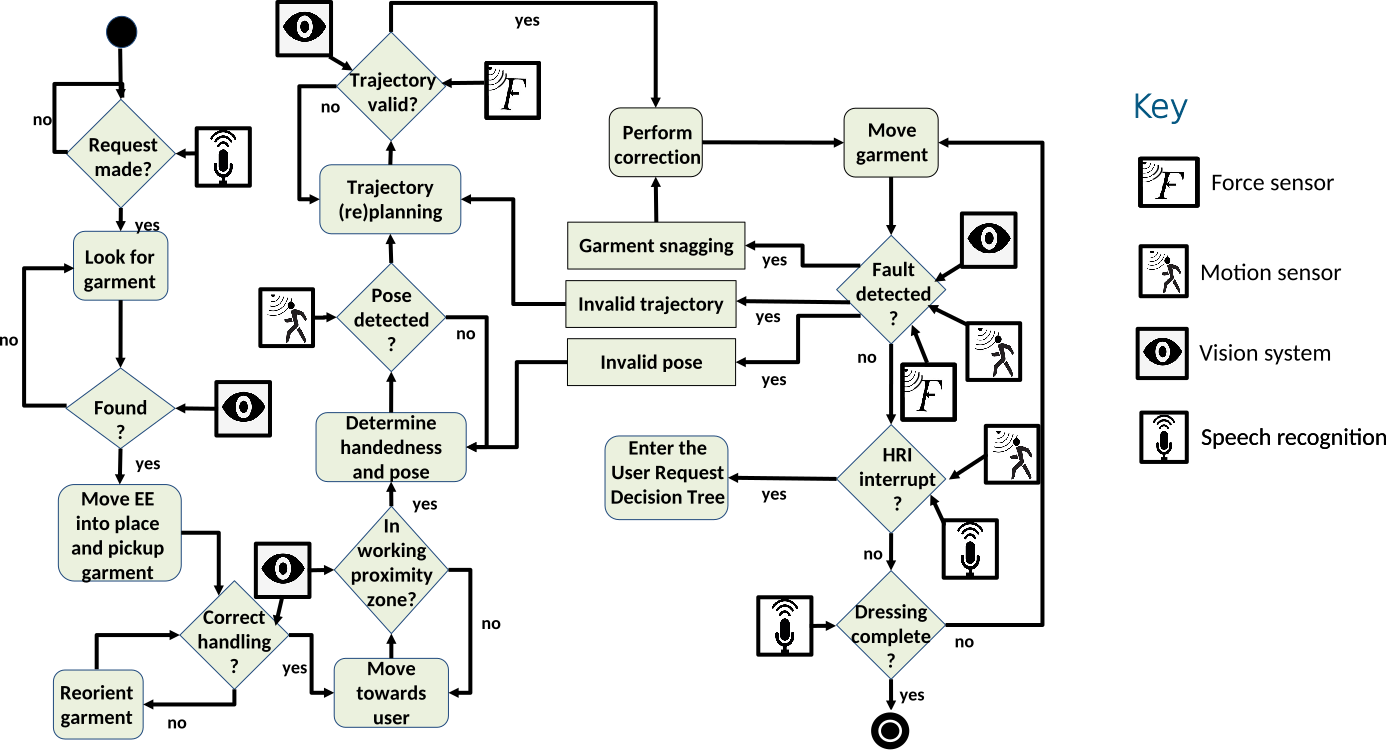 no
Request
made?
yes
Look for
garment
no
Found
?
yes
Move EE
into place
and pickup
garment
Correct
handling
?
yes
no
Reorient
garment
Move
towards
user
In
working
proximity
zone?
no
yes
Determine
handedness
and pose
Pose
detected
?
no
Trajectory
(re)planning
Trajectory
valid?
no
yes
F
Perform
correction
Move
garment
Garment snagging
yes
Invalid trajectory
yes
Invalid pose
yes
Fault
detected
?
no
F
HRI
interrupt
?
yes
Enter the
User Request
Decision Tree
no
Dressing
complete
?
no
yes
Key
F
Force sensor
Motion sensor
Vision system
Speech recognition